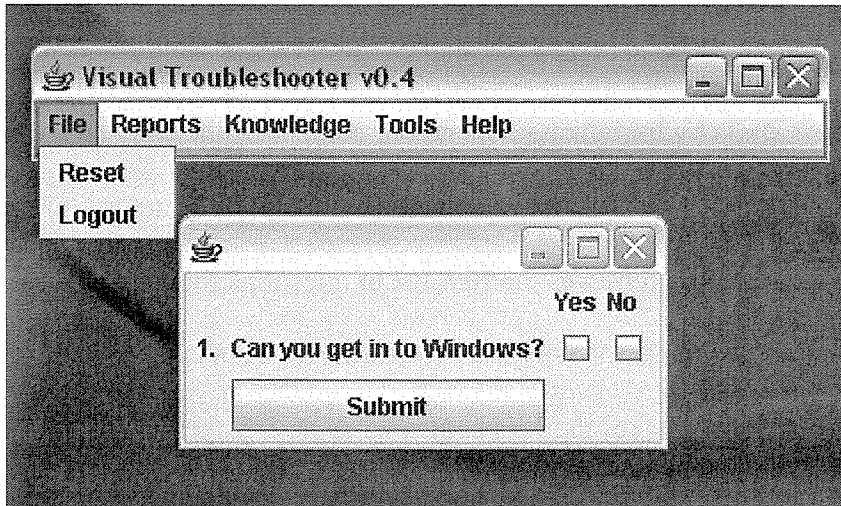 Visual Troubleshooter v0.4
File Reports Knowledge Tools Help
Reset
Logout
Yes No
1. Can you get in to Windows?
Submit